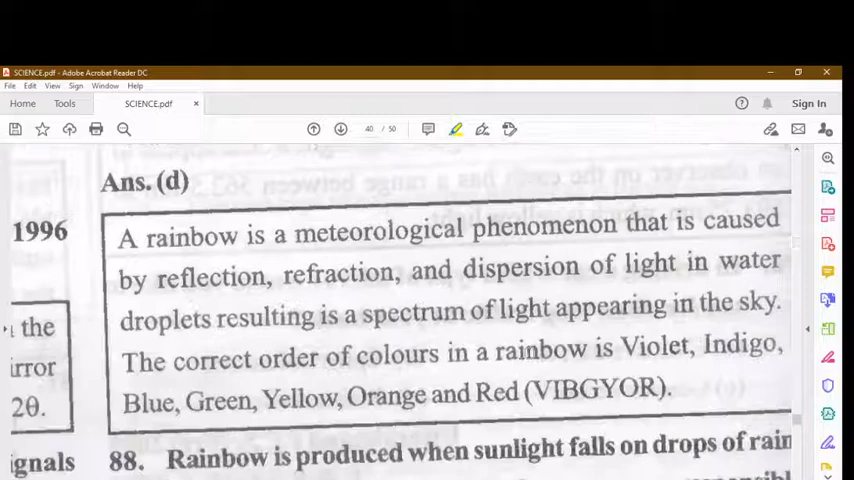 SCIENCE.pdf - Adobe Acrobat Reader DC
File Edit View Sign Window Help
Home Tools SCIENCE.pdf × Sign In
40 / 50
Ans. (d)
1996
A rainbow is a meteorological phenomenon that is caused
by reflection, refraction, and dispersion of light in water
droplets resulting is a spectrum of light appearing in the sky.
The correct order of colours in a rainbow is Violet, Indigo,
Blue, Green, Yellow, Orange and Red (VIBGYOR).
the
irror
2θ.
ignals
88. Rainbow is produced when sunlight falls on drops of rain